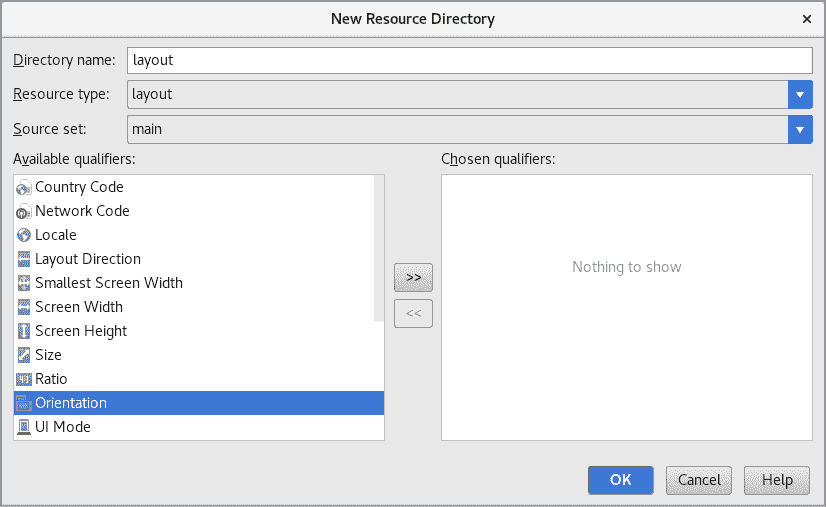 New Resource Directory ×
Directory name: layout
Resource type: layout
Source set: main
Available qualifiers:
Country Code
Network Code
Locale
Layout Direction
Smallest Screen Width
Screen Width
Screen Height
Size
Ratio
Orientation
UI Mode
>>
<<
Chosen qualifiers:
Nothing to show
OK Cancel Help